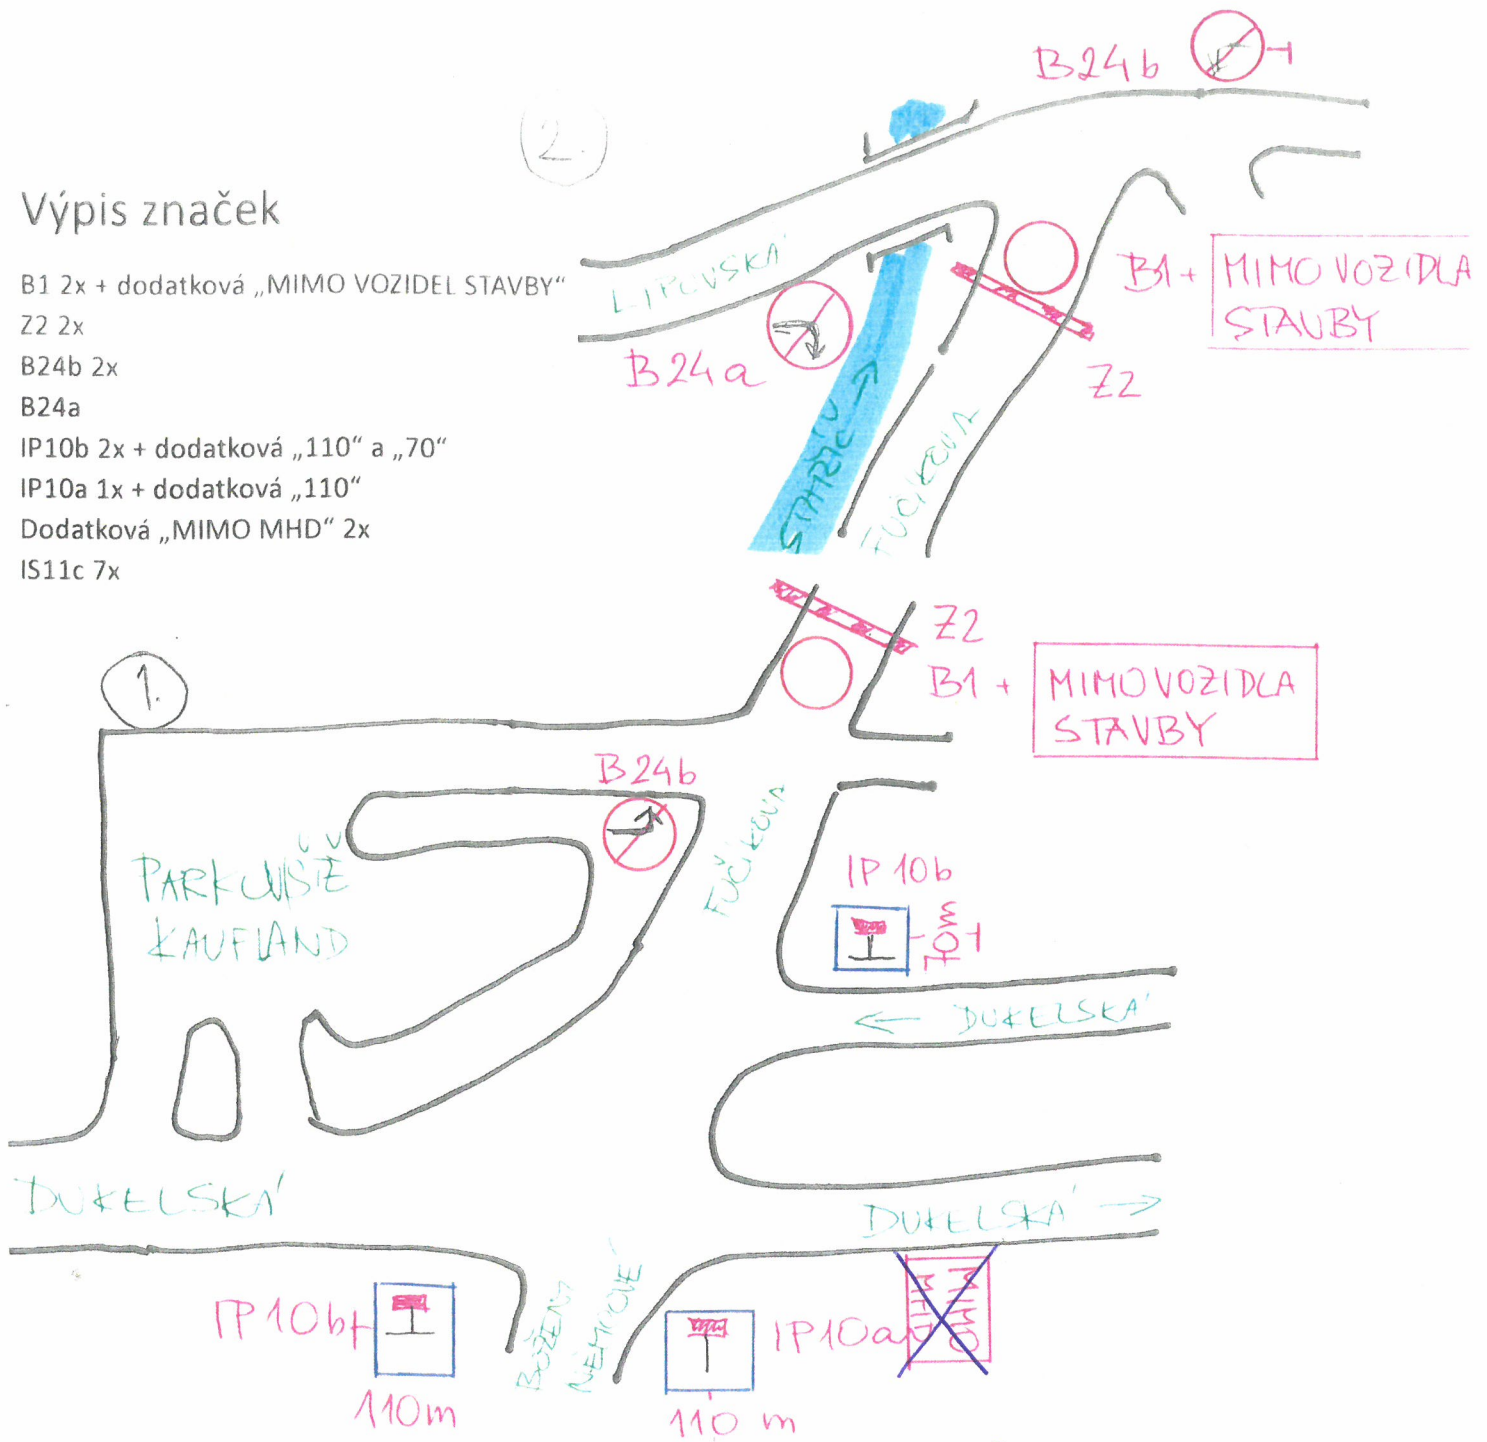 2.
B24b
Výpis značek
B1 2x + dodatková „MIMO VOZIDEL STAVBY“
Z2 2x
B24b 2x
B24a
IP10b 2x + dodatková „110“ a „70“
IP10a 1x + dodatková „110“
Dodatková „MIMO MHD“ 2x
IS11c 7x
LIPOVSKÁ
B1 + MIMO VOZIDLA
STAVBY
B24a
Z2
STAŘÍČ →
FUČÍKOVA
Z2
B1 + MIMO VOZIDLA
STAVBY
1.
B24b
FUČÍKOVA
PARKOVIŠTĚ
KAUFLAND
IP 10b
70m
← DUKELSKÁ
DUKELSKÁ
DUKELSKÁ →
IP10b
110m
BOŽENY
NĚMCOVÉ
IP10a
110 m
MIMO
MHD